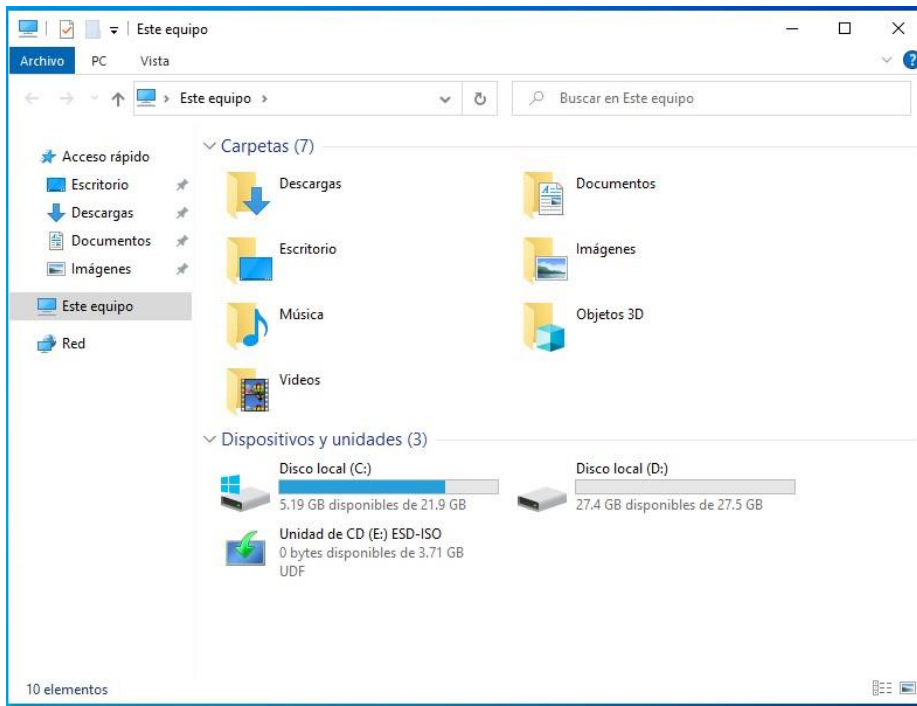 Este equipo
Archivo PC Vista
Este equipo
Buscar en Este equipo
Acceso rápido
Escritorio
Descargas
Documentos
Imágenes
Este equipo
Red
Carpetas (7)
Descargas
Documentos
Escritorio
Imágenes
Música
Objetos 3D
Videos
Dispositivos y unidades (3)
Disco local (C:)
5.19 GB disponibles de 21.9 GB
Disco local (D:)
27.4 GB disponibles de 27.5 GB
Unidad de CD (E:) ESD-ISO
0 bytes disponibles de 3.71 GB
UDF
10 elementos